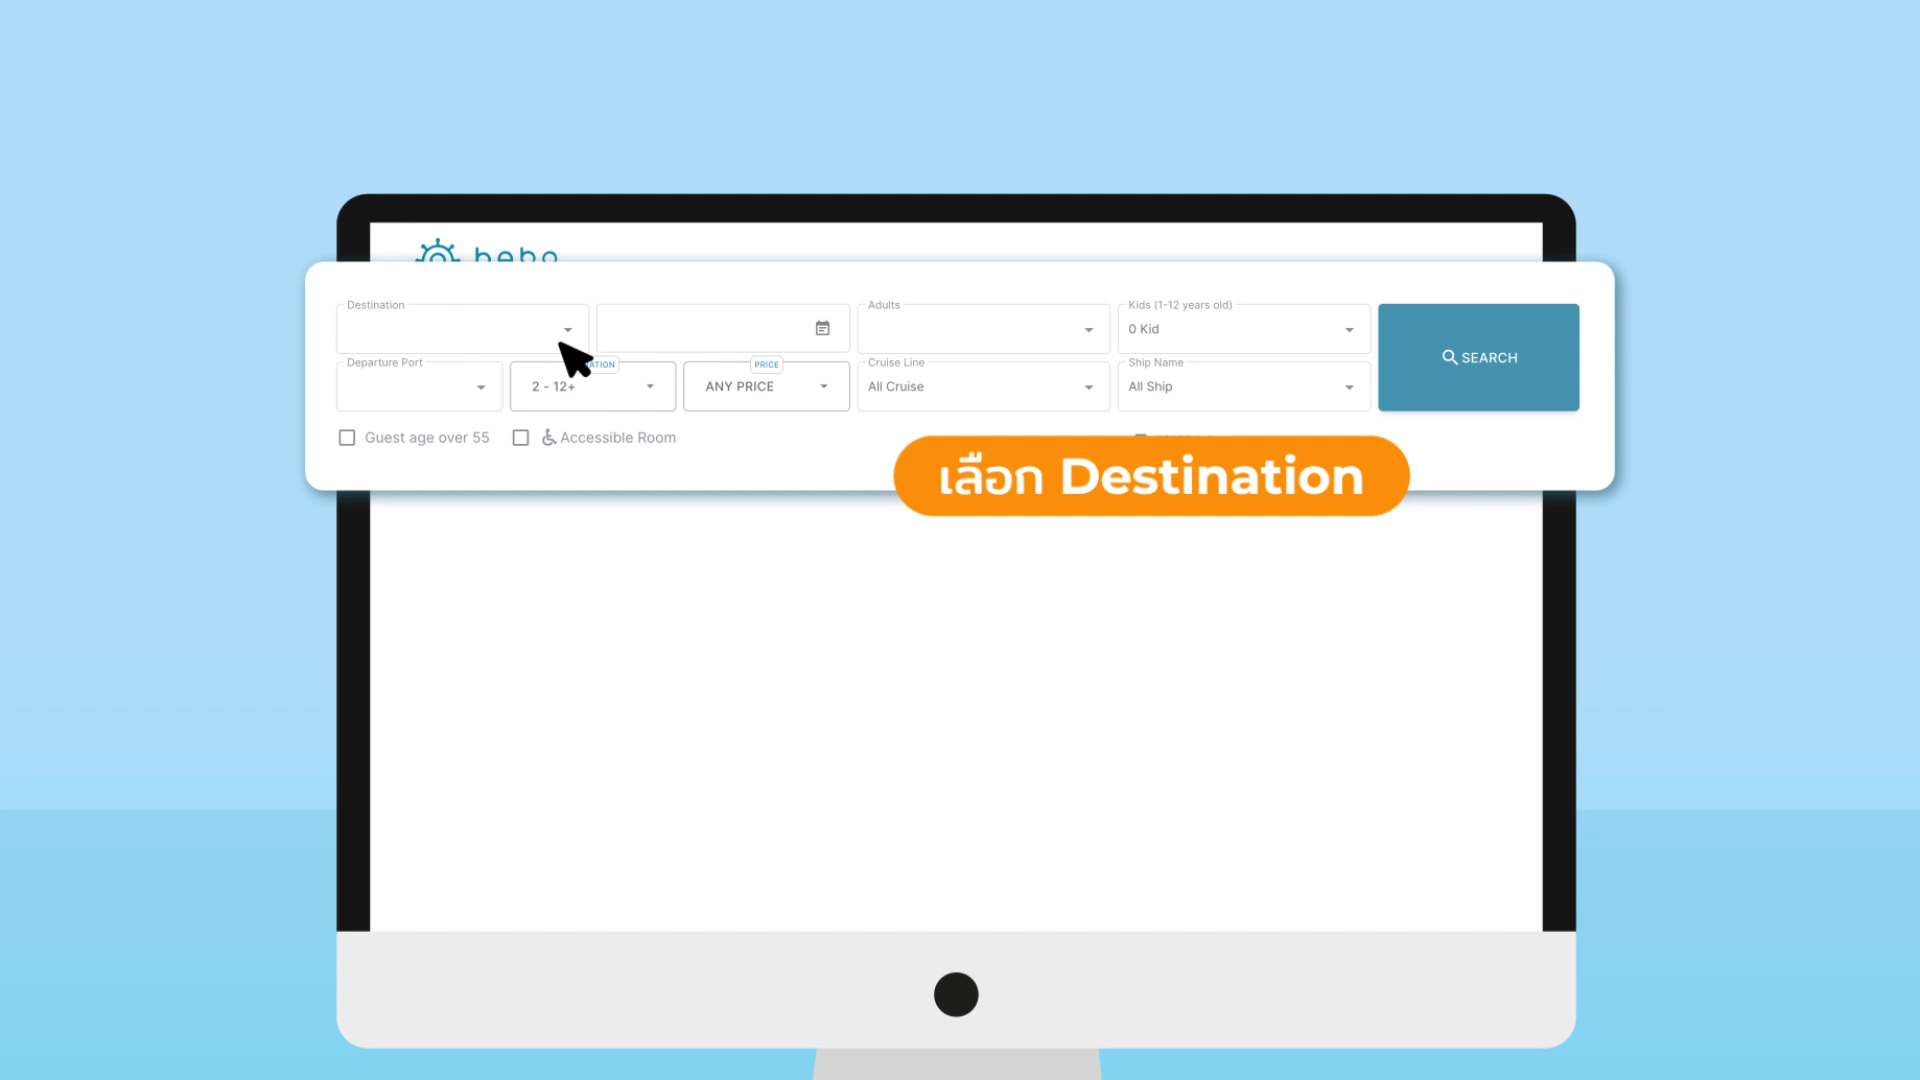 Destination
Adults
Kids (1-12 years old)
0 Kid
SEARCH
Departure Port
2 - 12+
PRICE
ANY PRICE
Cruise Line
All Cruise
Ship Name
All Ship
Guest age over 55
Accessible Room
เลือก Destination